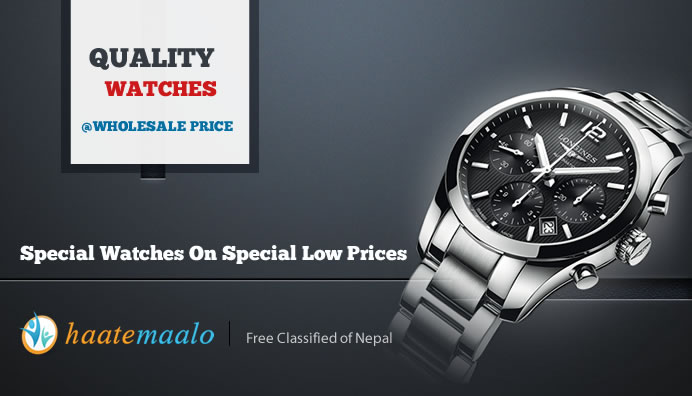 QUALITY
WATCHES
@WHOLESALE PRICE
LONGINES
Special Watches On Special Low Prices
haatemaalo
Free Classified of Nepal